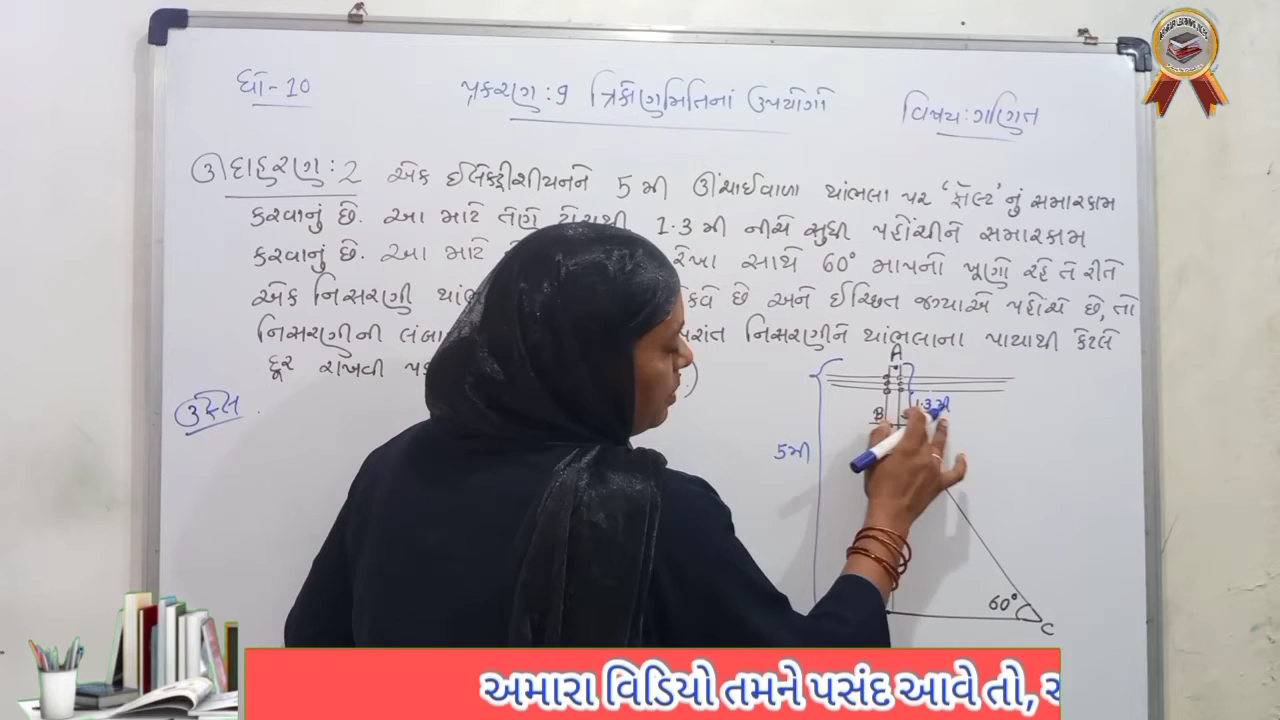 ધો-10
પ્રકરણ:9 ત્રિકોણમિતિનાં ઉપયોગો
વિષય:ગણિત
ઉદાહરણ:2 એક ઈલેક્ટ્રીશીયનને 5 મી ઊંચાઈવાળા થાંભલા પર 'ફોલ્ટ'નું સમારકામ
કરવાનું છે. આ માટે તેણે ટોચથી 1.3 મી નીચે સુધી પહોંચીને સમારકામ
કરવાનું છે. આ માટે રેખા સાથે 60° માપનો ખૂણો રહે તે રીતે
એક નિસરણી છે અને ઈચ્છિત જગ્યાએ પહોંચે છે, તો
નિસરણીની નિસરણીને થાંભલાના પાયાથી કેટલે
દૂર રાખવી
ઉકેલ
A
1.3 મી
B
5મી
60°
C
અમારા વિડિયો તમને પસંદ આવે તો,